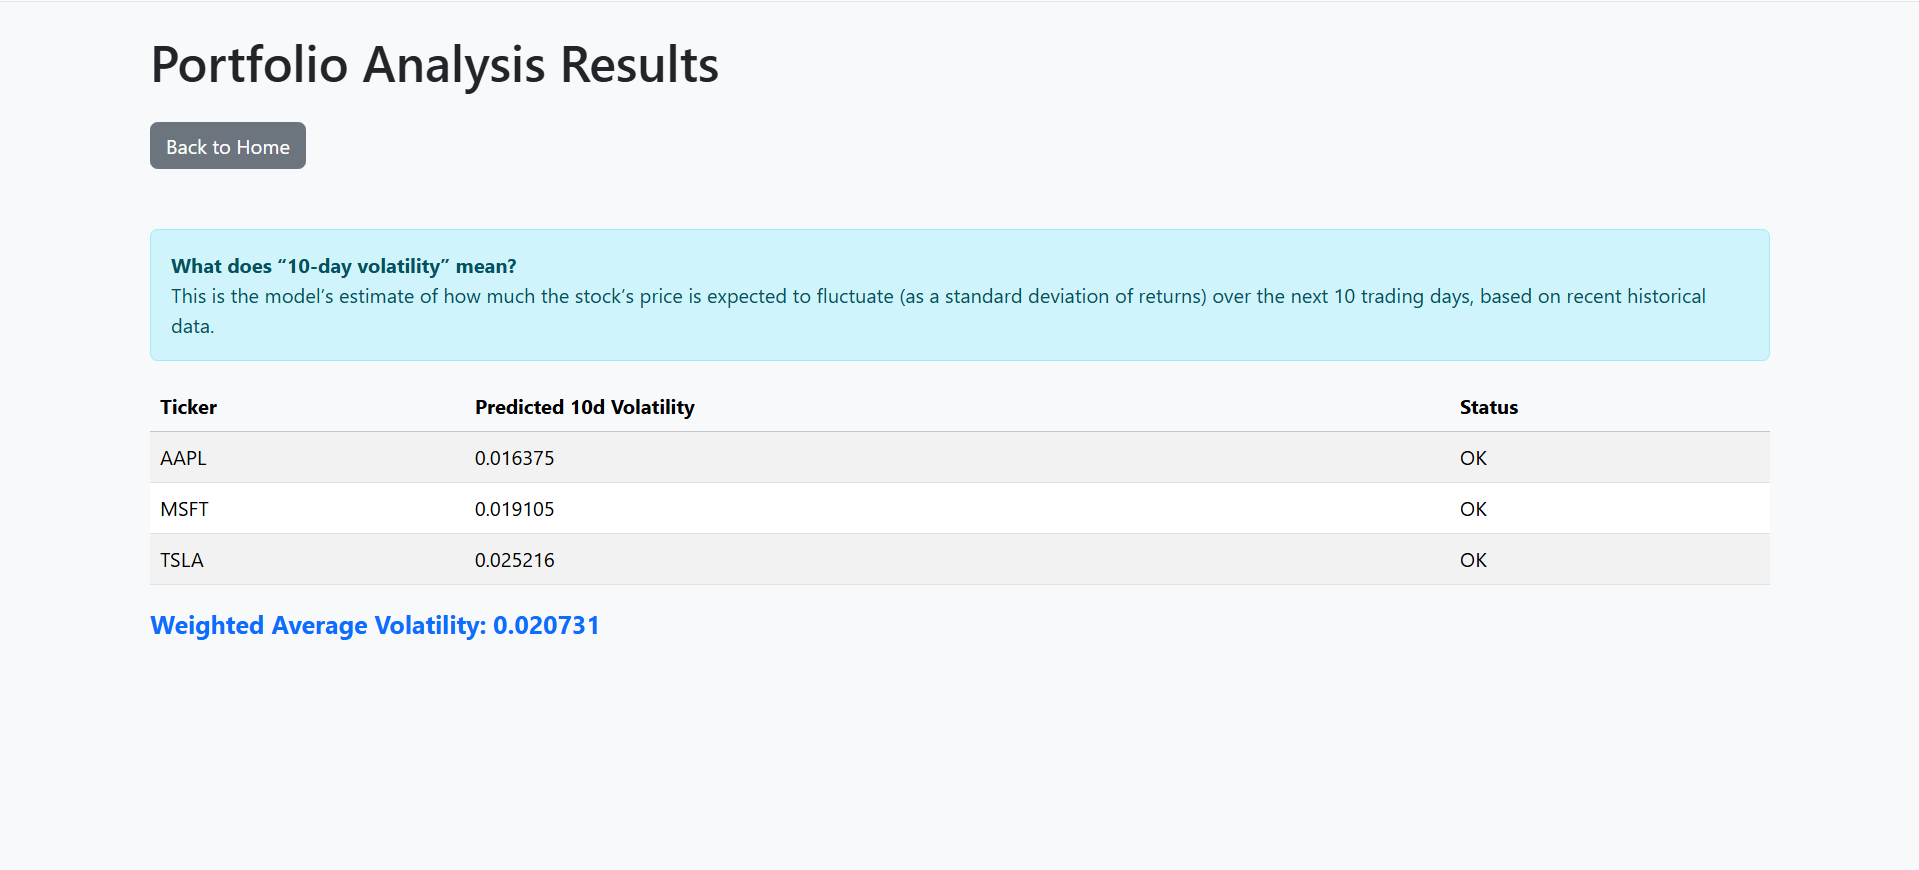 Portfolio Analysis Results
Back to Home
What does “10-day volatility” mean?
This is the model’s estimate of how much the stock’s price is expected to fluctuate (as a standard deviation of returns) over the next 10 trading days, based on recent historical
data.
Ticker Predicted 10d Volatility Status
AAPL 0.016375 OK
MSFT 0.019105 OK
TSLA 0.025216 OK
Weighted Average Volatility: 0.020731